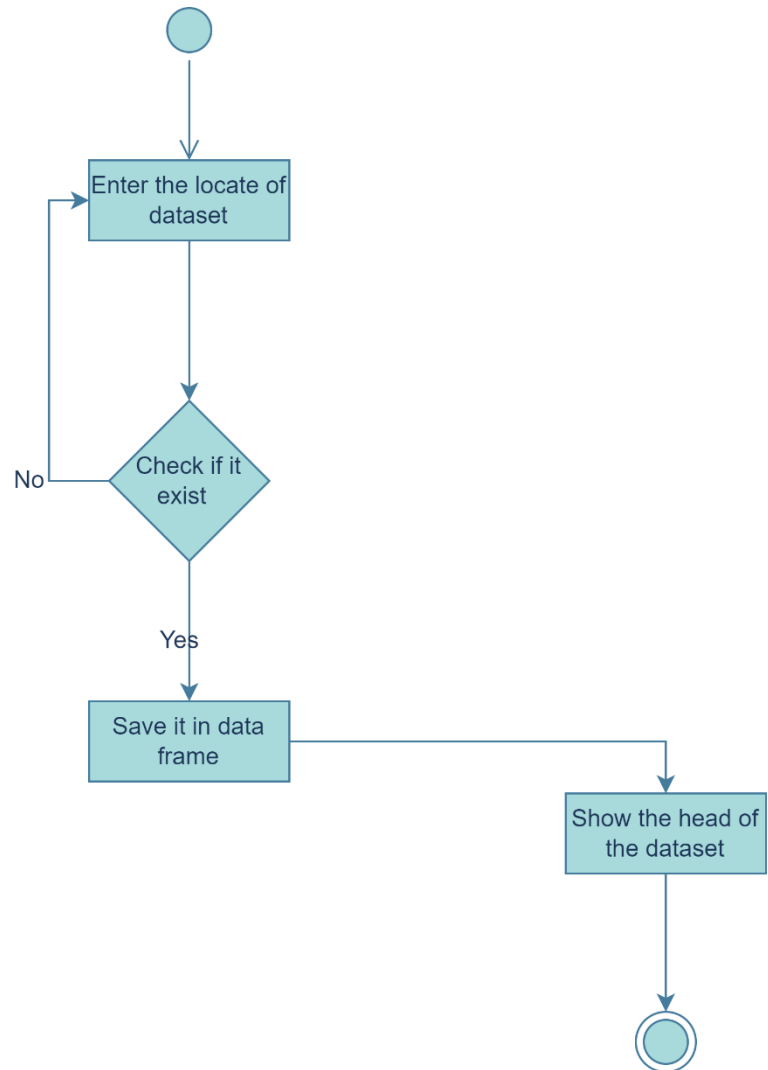 Enter the locate of
dataset
Check if it
exist
No
Yes
Save it in data
frame
Show the head of
the dataset